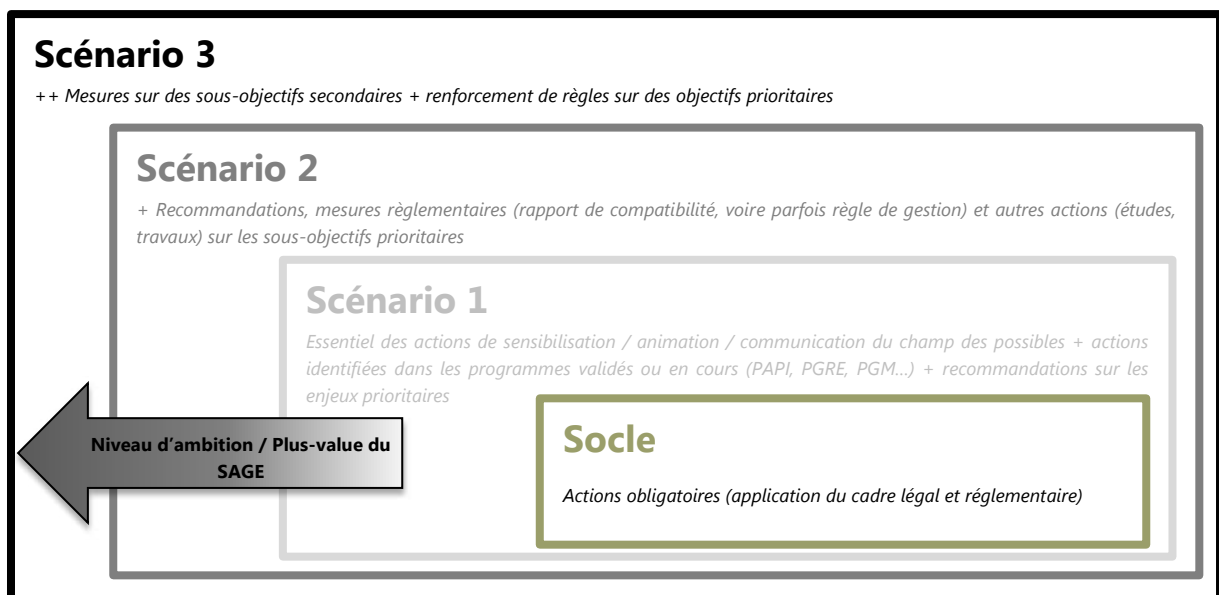 Scénario 3
++ Mesures sur des sous-objectifs secondaires + renforcement de règles sur des objectifs prioritaires
Scénario 2
+ Recommandations, mesures règlementaires (rapport de compatibilité, voire parfois règle de gestion) et autres actions (études,
travaux) sur les sous-objectifs prioritaires
Scénario 1
Essentiel des actions de sensibilisation / animation / communication du champ des possibles + actions
identifiées dans les programmes validés ou en cours (PAPI, PGRE, PGM...) + recommandations sur les
enjeux prioritaires
Niveau d'ambition / Plus-value du
SAGE
Socle
Actions obligatoires (application du cadre légal et réglementaire)